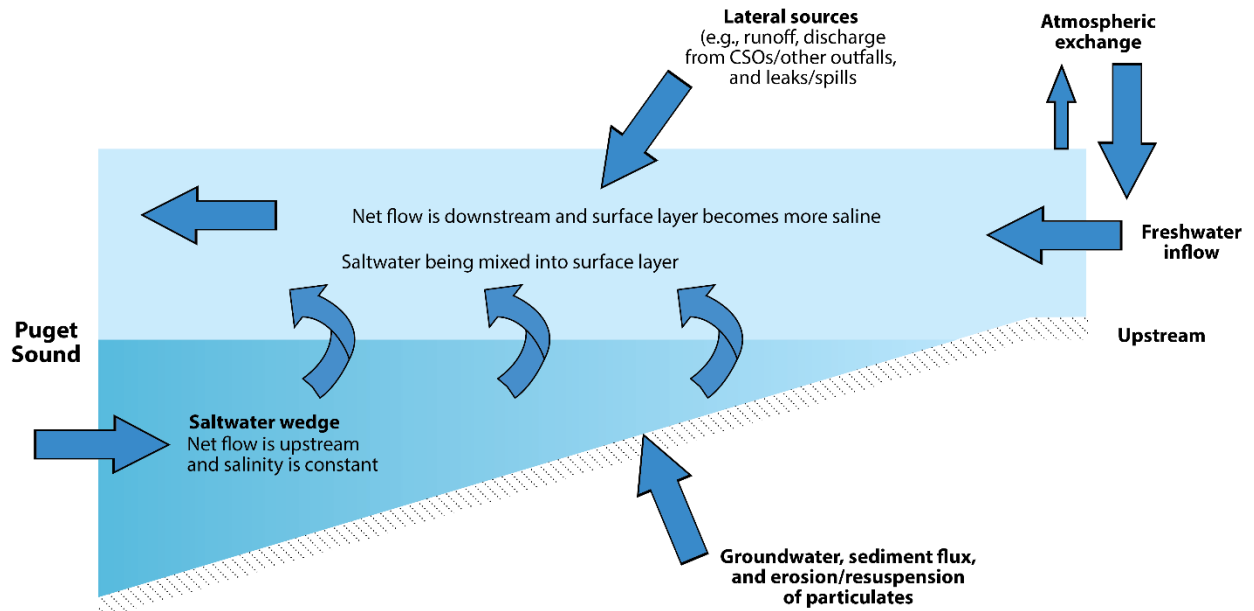 Lateral sources
(e.g., runoff, discharge
from CSOs/other outfalls,
and leaks/spills
Atmospheric
exchange
Net flow is downstream and surface layer becomes more saline
Freshwater
inflow
Saltwater being mixed into surface layer
Puget
Sound
Upstream
Saltwater wedge
Net flow is upstream
and salinity is constant
Groundwater, sediment flux,
and erosion/resuspension
of particulates